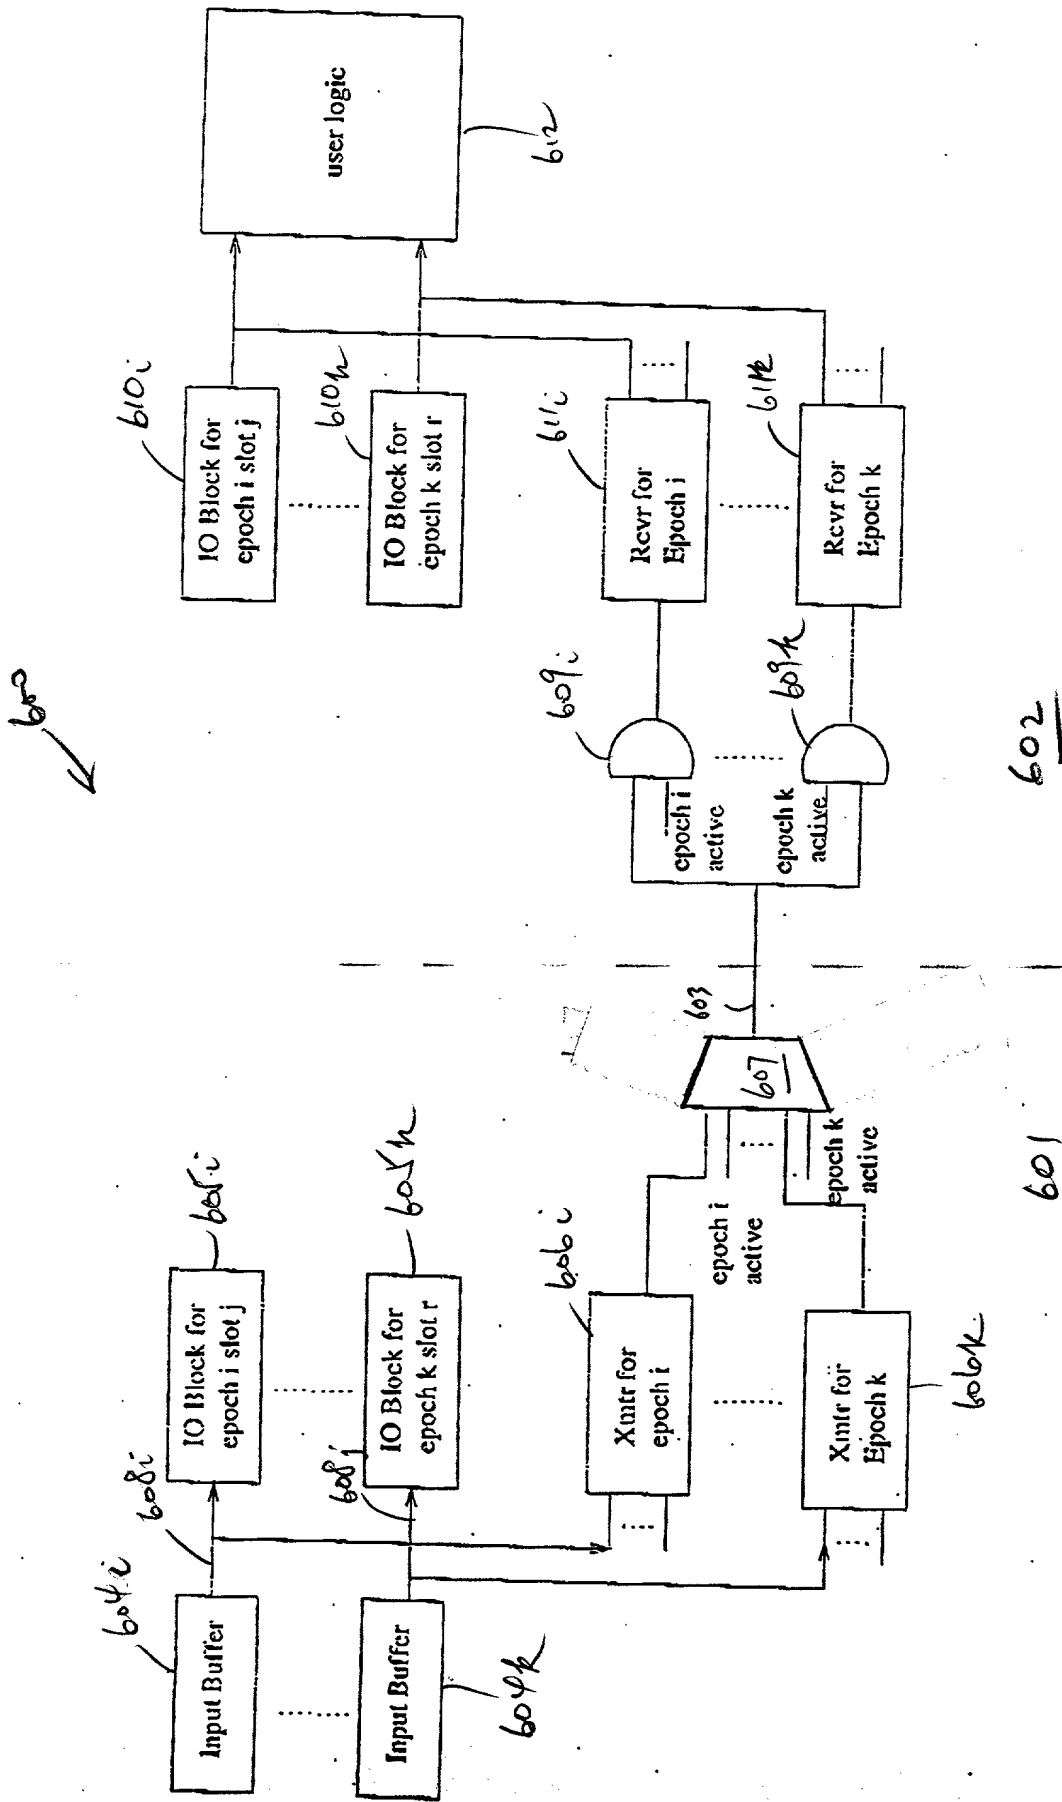 600
604i
Input Buffer
608i
605i
IO Block for
epoch i slot j
610i
IO Block for
epoch i slot j
user logic
612
604k
Input Buffer
608j
605k
IO Block for
epoch k slot r
610k
IO Block for
epoch k slot r
606i
Xmtr for
epoch i
epoch i
active
607
603
epoch i
active
609i
611i
Rcvr for
Epoch i
606k
Xmtr for
Epoch k
epoch k
active
epoch k
active
609k
611k
Rcvr for
Epoch k
601
602